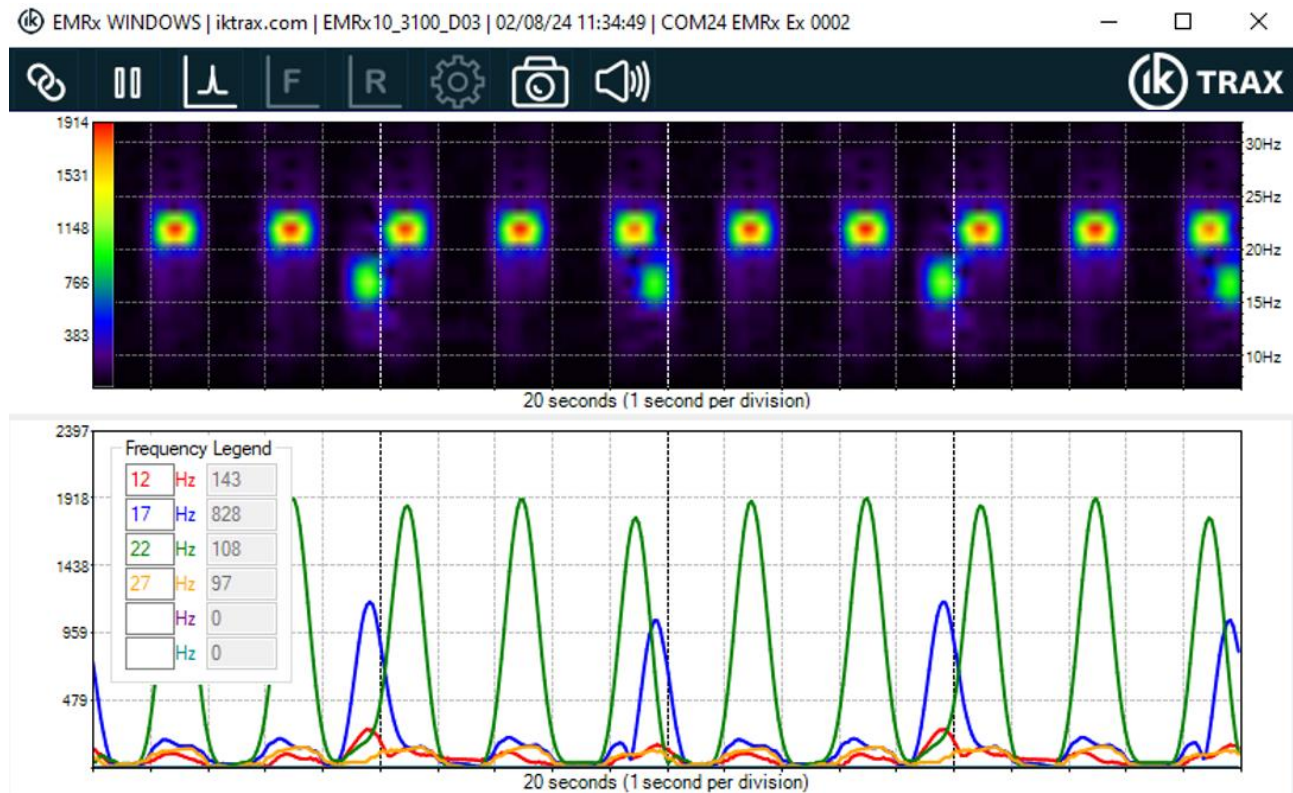 EMRx WINDOWS | iktrax.com | EMRx10_3100_D03 | 02/08/24 11:34:49 | COM24 EMRx Ex 0002
F
R
ik TRAX
1914
1531
1148
766
383
30Hz
25Hz
20Hz
15Hz
10Hz
20 seconds (1 second per division)
2397
1918
1438
959
479
Frequency Legend
12 Hz 143
17 Hz 828
22 Hz 108
27 Hz 97
Hz 0
Hz 0
20 seconds (1 second per division)